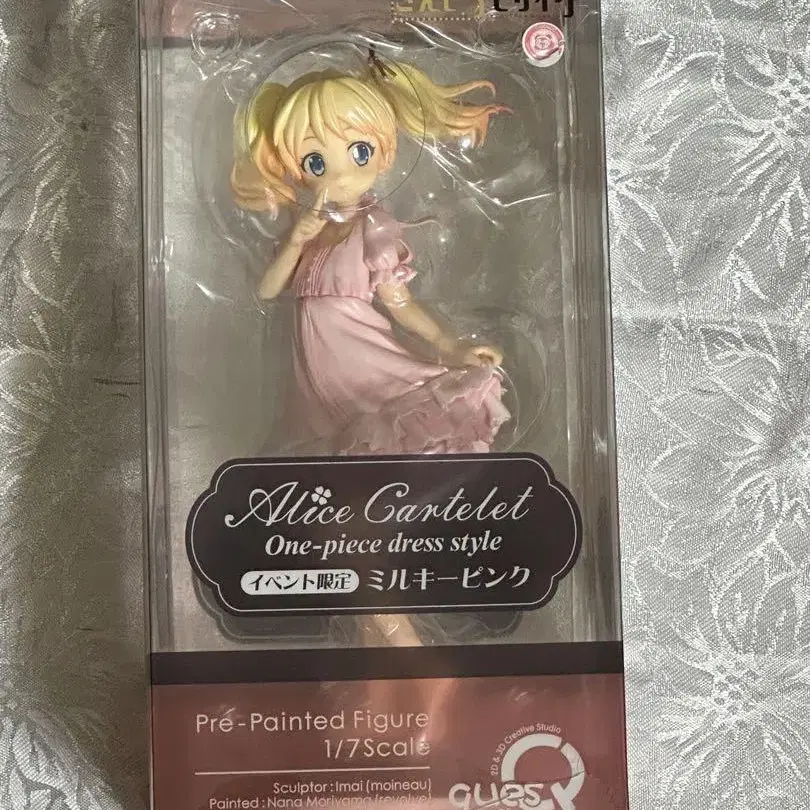 Alice Cartelet
One-piece dress style
イベント限定 ミルキーピンク
Pre-Painted Figure
1/7Scale
Sculptor : Imai (moineau)
Painted : Nana Moriyama (revolve)
2D & 3D Creative Studio
quesQ